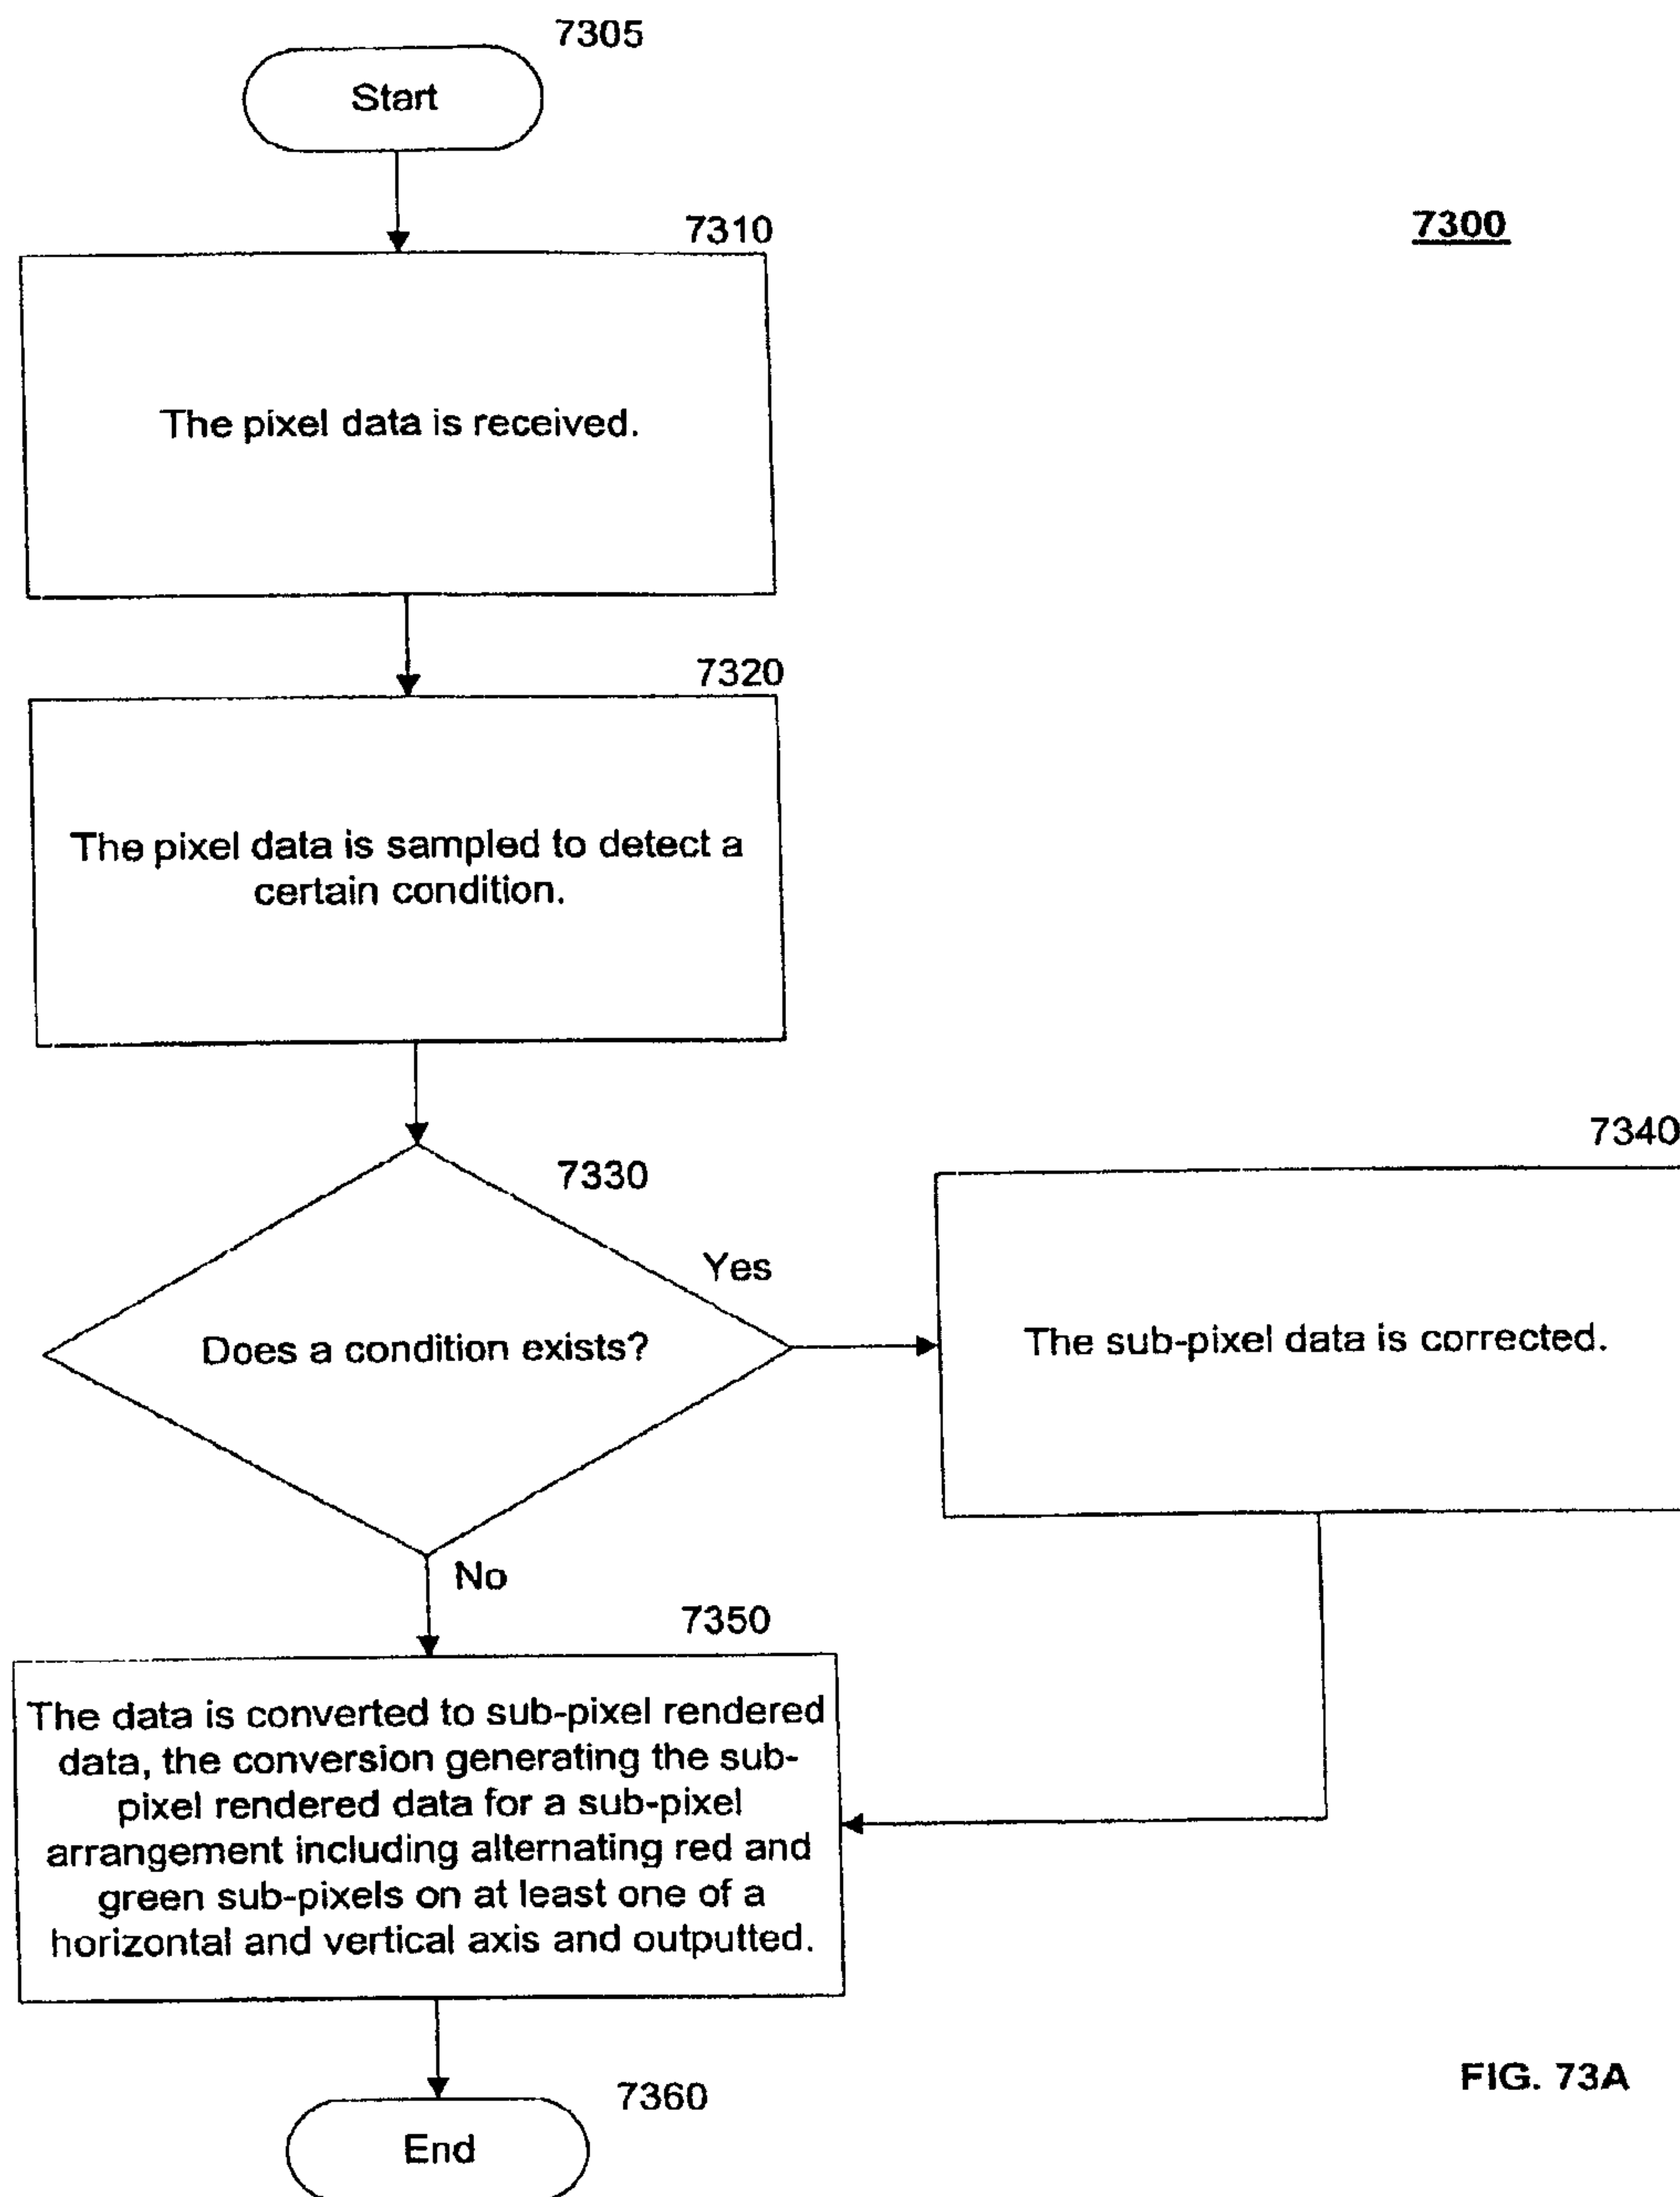 7305
Start
7300
7310
The pixel data is received.
7320
The pixel data is sampled to detect a
certain condition.
7330
Yes
Does a condition exists?
7340
The sub-pixel data is corrected.
No
7350
The data is converted to sub-pixel rendered
data, the conversion generating the sub-
pixel rendered data for a sub-pixel
arrangement including alternating red and
green sub-pixels on at least one of a
horizontal and vertical axis and outputted.
7360
End
FIG. 73A